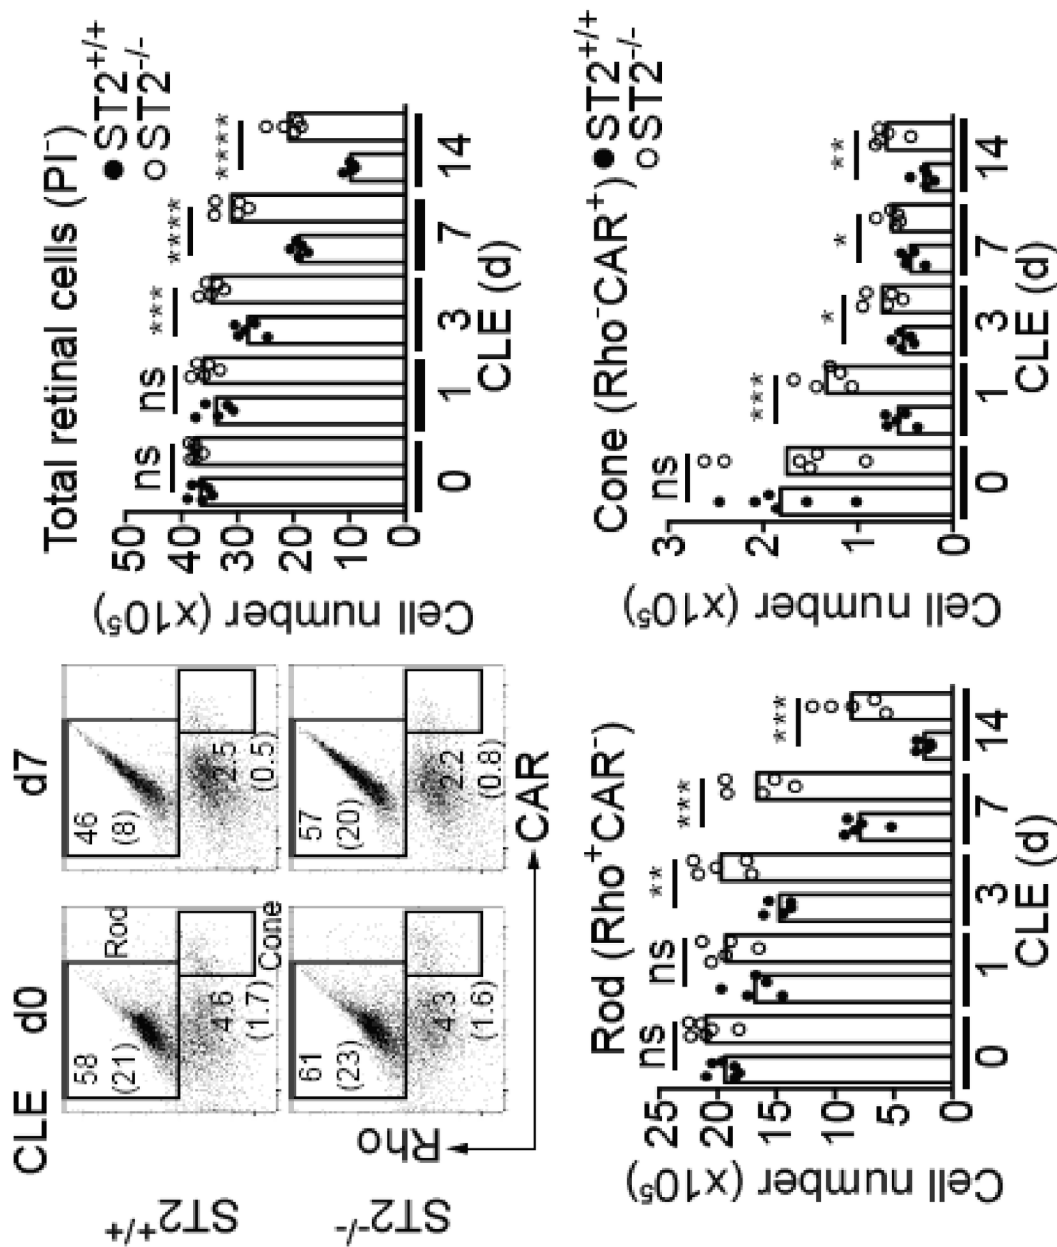 CLE d0 d7
ST2+/+
58
(21)
Rod
4.6
(1.7)
Cone
46
(8)
2.5
(0.5)
ST2-/-
61
(23)
4.3
(1.6)
57
(20)
2.2
(0.8)
Rho
CAR
Total retinal cells (PI-)
ST2+/+
ST2-/-
Cell number (x10⁵)
50
40
30
20
10
0
ns ns *** **** ****
0 1 3 7 14
CLE (d)
Rod (Rho+CAR-)
Cell number (x10⁵)
25
20
15
10
5
0
ns ns ** *** ***
0 1 3 7 14
CLE (d)
Cone (Rho-CAR+)
ST2+/+
ST2-/-
Cell number (x10⁵)
3
2
1
0
ns *** * * **
0 1 3 7 14
CLE (d)